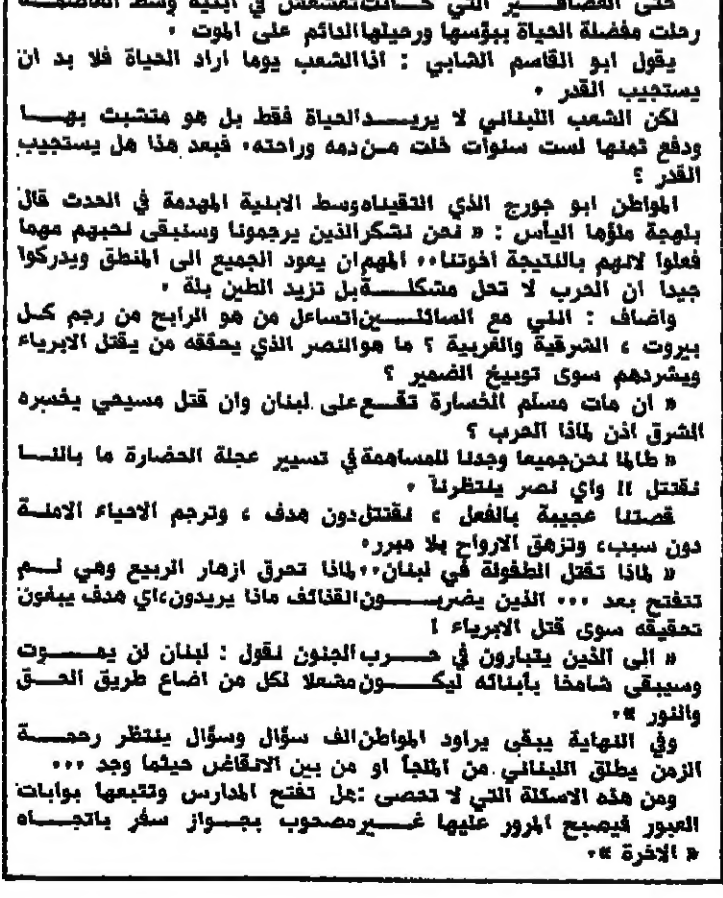 حتى العصافير التي كانت تعشعش في ابنية وسط العاصمة
رحلت مفضلة الحياة ببؤسها ورحيلها الدائم على الموت .
يقول ابو القاسم الشابي : اذا الشعب يوما اراد الحياة فلا بد ان
يستجيب القدر .
لكن الشعب اللبناني لا يريد الحياة فقط بل هو متشبث بها
ودفع ثمنها لست سنوات خلت من دمه وراحته، فبعد هذا هل يستجيب
القدر ؟
المواطن ابو جورج الذي التقيناه وسط الابنية المهدمة في الحدث قال
بلهجة ملؤها اليأس : « نحن نشكر الذين يرجمونا وسنبقى نحبهم مهما
فعلوا لانهم بالنتيجة اخوتنا.. المهم ان يعود الجميع الى المنطق ويدركوا
جيدا ان الحرب لا تحل مشكلة بل تزيد الطين بلة .
واضاف : انني مع السائلين اتساءل من هو الرابح من رجم كل
بيروت ، الشرقية والغربية ؟ ما هو النصر الذي يحققه من يقتل الابرياء
ويشردهم سوى توبيخ الضمير ؟
« ان مات مسلم الخسارة تقع على لبنان وان قتل مسيحي يخسره
الشرق اذن لماذا الحرب ؟
« طالما نحن جميعا وجدنا للمساهمة في تسيير عجلة الحضارة ما بالنا
نقتتل !! واي نصر ينتظرنا .
قصتنا عجيبة بالفعل ، نقتتل دون هدف ، وترجم الاحياء الامنة
دون سبب، وتزهق الارواح بلا مبرر.
« لماذا تقتل الطفولة في لبنان.. لماذا تحرق ازهار الربيع وهي لم
تتفتح بعد ... الذين يضربون القذائف ماذا يريدون، اي هدف يبغون
تحقيقه سوى قتل الابرياء !
« الى الذين يتبارون في حرب الجنون نقول : لبنان لن يموت
وسيبقى شامخا بأبنائه ليكون مشعلا لكل من اضاع طريق الحق
والنور ».
وفي النهاية يبقى يراود المواطن الف سؤال وسؤال ينتظر رحمة
الزمن يطلق اللبناني من الملجأ او من بين الانقاض حيثما وجد ...
ومن هذه الاسئلة التي لا تحصى : هل تفتح المدارس وتتبعها بوابات
العبور فيصبح المرور عليها غير مصحوب بجواز سفر باتجاه
« الاخرة ».